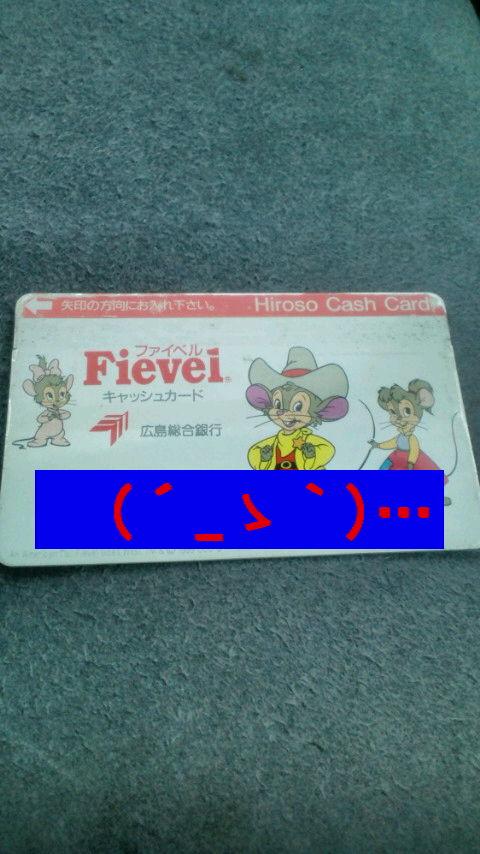 矢印の方向にお入れ下さい。 Hiroso Cash Card
ファイベル
Fievel®
キャッシュカード
広島総合銀行
( ´ _ ゝ ` ) …